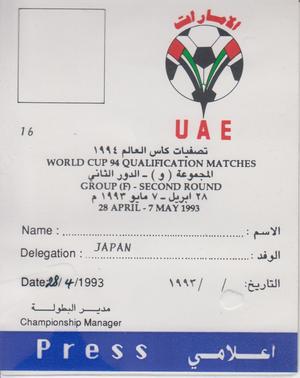 الإمارات
16
UAE
تصفيات كاس العالم ١٩٩٤
WORLD CUP 94 QUALIFICATION MATCHES
المجموعة ( و ) - الدور الثاني
GROUP (F) - SECOND ROUND
٢٨ ابريل - ٧ مايو ١٩٩٣ م
28 APRIL - 7 MAY 1993
Name : الاسم :
Delegation : JAPAN الوفد :
Date: 28/4/1993 التاريخ : / / ١٩٩٣
مدير البطولة
Championship Manager
Press اعلامي